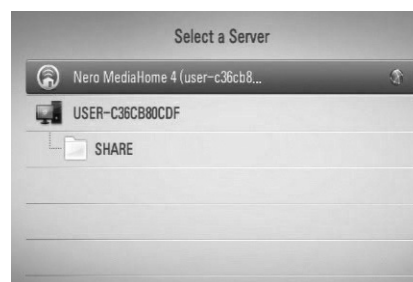 Select a Server
Nero MediaHome 4 (user-c36cb8...
USER-C36CB80CDF
SHARE